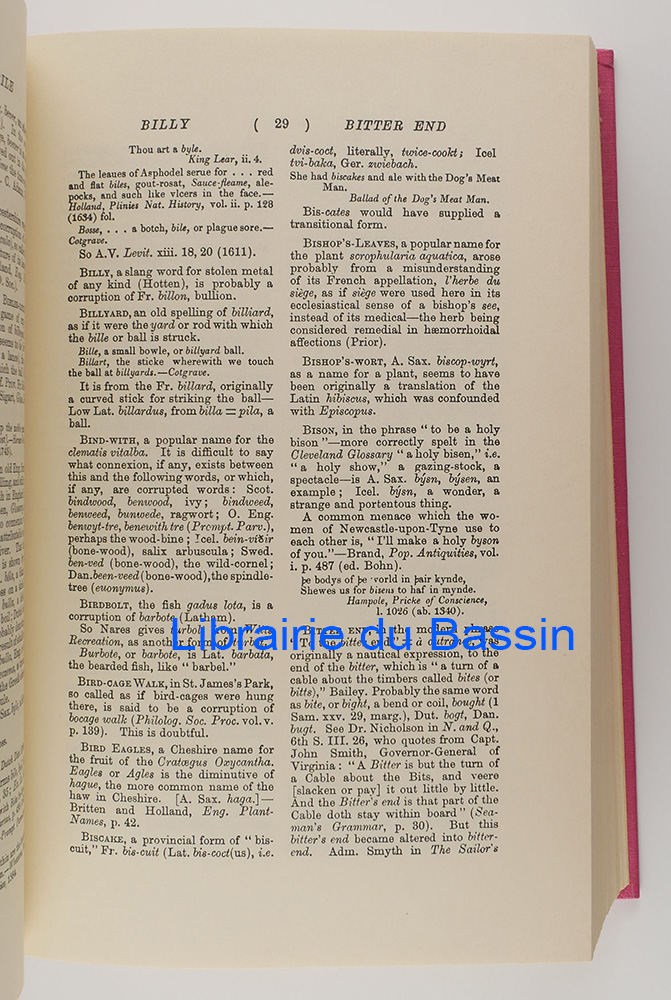 BILLY ( 29 ) BITTER END
Thou art a byle.
King Lear, ii. 4.
The leaues of Asphodel serue for . . . red
and flat biles, gout-rosat, Sauce-fleame, ale-
pocks, and such like vlcers in the face.—
Holland, Plinies Nat. History, vol. ii. p. 128
(1634) fol.
Bosse, . . . a botch, bile, or plague sore.—
Cotgrave.
So A.V. Levit. xiii. 18, 20 (1611).
BILLY, a slang word for stolen metal
of any kind (Hotten), is probably a
corruption of Fr. billon, bullion.
BILLYARD, an old spelling of billiard,
as if it were the yard or rod with which
the bille or ball is struck.
Bille, a small bowle, or billyard ball.
Billart, the sticke wherewith we touch
the ball at billyards.—Cotgrave.
It is from the Fr. billard, originally
a curved stick for striking the ball—
Low Lat. billardus, from billa = pila, a
ball.
BIND-WITH, a popular name for the
clematis vitalba. It is difficult to say
what connexion, if any, exists between
this and the following words, or which,
if any, are corrupted words: Scot.
bindwood, benwood, ivy; bindweed,
benweed, bunwede, ragwort; O. Eng.
benwyt-tre, benewith tre (Prompt. Parv.),
perhaps the wood-bine; Icel. bein-viðir
(bone-wood), salix arbuscula; Swed.
ben-ved (bone-wood), the wild-cornel;
Dan. been-veed (bone-wood), the spindle-
tree (euonymus).
BIRDBOLT, the fish gadus lota, is a
corruption of barbote (Latham).
So Nares gives
Recreation, as another form of
Burbote, or barbote, is Lat. barbata,
the bearded fish, like "barbel."
BIRD-CAGE WALK, in St. James's Park,
so called as if bird-cages were hung
there, is said to be a corruption of
bocage walk (Philolog. Soc. Proc. vol. v.
p. 139). This is doubtful.
BIRD EAGLES, a Cheshire name for
the fruit of the Cratægus Oxycantha.
Eagles or Agles is the diminutive of
hague, the more common name of the
haw in Cheshire. [A. Sax. haga.]—
Britten and Holland, Eng. Plant-
Names, p. 42.
BISCAKE, a provincial form of "bis-
cuit," Fr. bis-cuit (Lat. bis-coct(us), i.e.
dvis-coct, literally, twice-cookt; Icel
tvi-baka, Ger. zwiebach.
She had biscakes and ale with the Dog's Meat
Man.
Ballad of the Dog's Meat Man.
Bis-cates would have supplied a
transitional form.
BISHOP'S-LEAVES, a popular name for
the plant scrophularia aquatica, arose
probably from a misunderstanding
of its French appellation, l'herbe du
siège, as if siège were used here in its
ecclesiastical sense of a bishop's see,
instead of its medical—the herb being
considered remedial in hæmorrhoidal
affections (Prior).
BISHOP'S-WORT, A. Sax. biscop-wyrt,
as a name for a plant, seems to have
been originally a translation of the
Latin hibiscus, which was confounded
with Episcopus.
BISON, in the phrase "to be a holy
bison"—more correctly spelt in the
Cleveland Glossary "a holy bisen," i.e.
"a holy show," a gazing-stock, a
spectacle—is A. Sax. býsn, býsen, an
example; Icel. býsn, a wonder, a
strange and portentous thing.
A common menace which the wo-
men of Newcastle-upon-Tyne use to
each other is, "I'll make a holy byson
of you."—Brand, Pop. Antiquities, vol.
i. p. 487 (ed. Bohn).
þe bodys of þe world in þair kynde,
Shewes us for bisens to haf in mynde.
Hampole, Pricke of Conscience,
l. 1026 (ab. 1340).
BITTER END, in the modern phrase
originally a nautical expression, to the
end of the bitter, which is "a turn of a
cable about the timbers called bites (or
bitts)," Bailey. Probably the same word
as bite, or bight, a bend or coil, bought (1
Sam. xxv. 29, marg.), Dut. bogt, Dan.
bugt. See Dr. Nicholson in N. and Q.,
6th S. III. 26, who quotes from Capt.
John Smith, Governor-General of
Virginia: "A Bitter is but the turn of
a Cable about the Bits, and veere
[slacken or pay] it out little by little.
And the Bitter's end is that part of the
Cable doth stay within board" (Sea-
man's Grammar, p. 30). But this
bitter's end became altered into bitter-
end. Adm. Smyth in The Sailor's
Librairie du Bassin